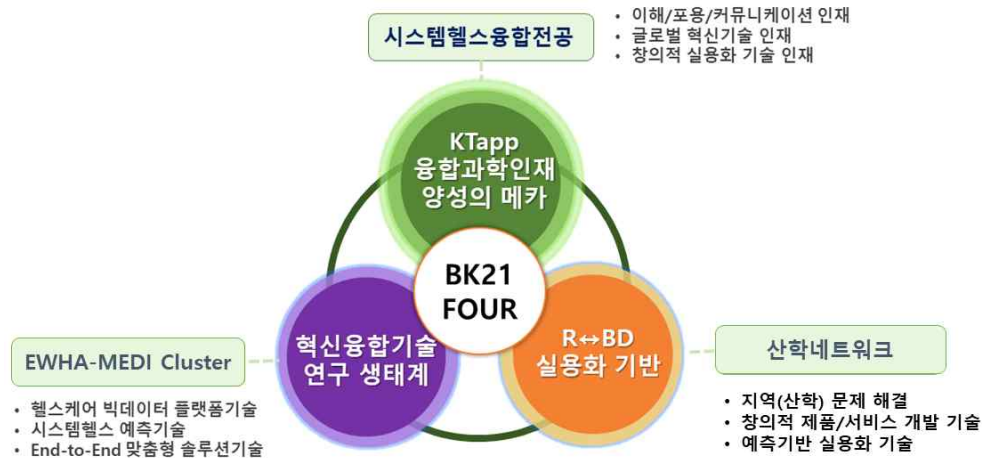 시스템헬스융합전공
• 이해/포용/커뮤니케이션 인재
• 글로벌 혁신기술 인재
• 창의적 실용화 기술 인재
KTapp
융합과학인재
양성의 메카
BK21
FOUR
혁신융합기술
연구 생태계
R↔BD
실용화 기반
EWHA-MEDI Cluster
• 헬스케어 빅데이터 플랫폼기술
• 시스템헬스 예측기술
• End-to-End 맞춤형 솔루션기술
산학네트워크
• 지역(산학) 문제 해결
• 창의적 제품/서비스 개발 기술
• 예측기반 실용화 기술